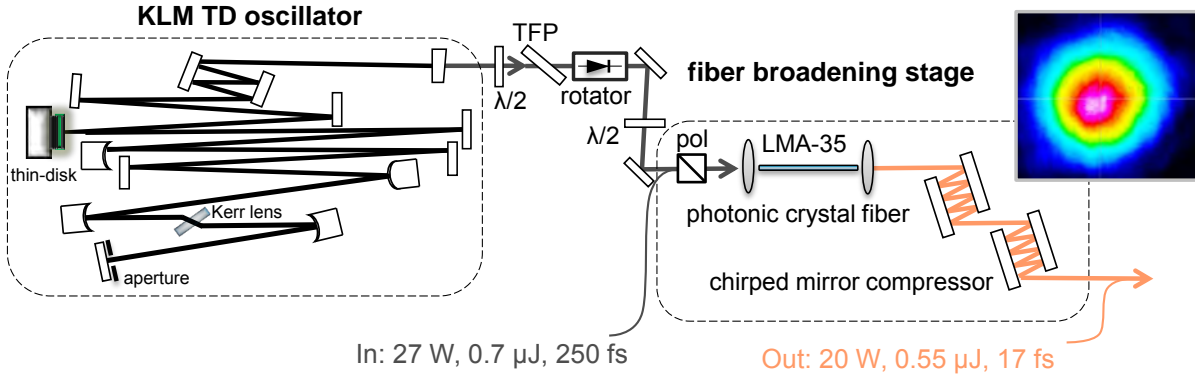 KLM TD oscillator
TFP
rotator
λ/2
λ/2
fiber broadening stage
pol
LMA-35
photonic crystal fiber
chirped mirror compressor
thin-disk
Kerr lens
aperture
In: 27 W, 0.7 μJ, 250 fs
Out: 20 W, 0.55 μJ, 17 fs